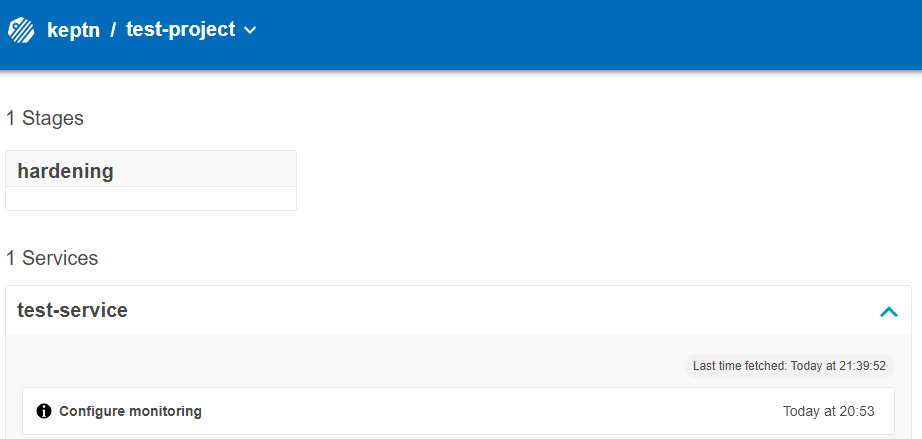 keptn / test-project
1 Stages
hardening
1 Services
test-service
Last time fetched: Today at 21:39:52
Configure monitoring Today at 20:53